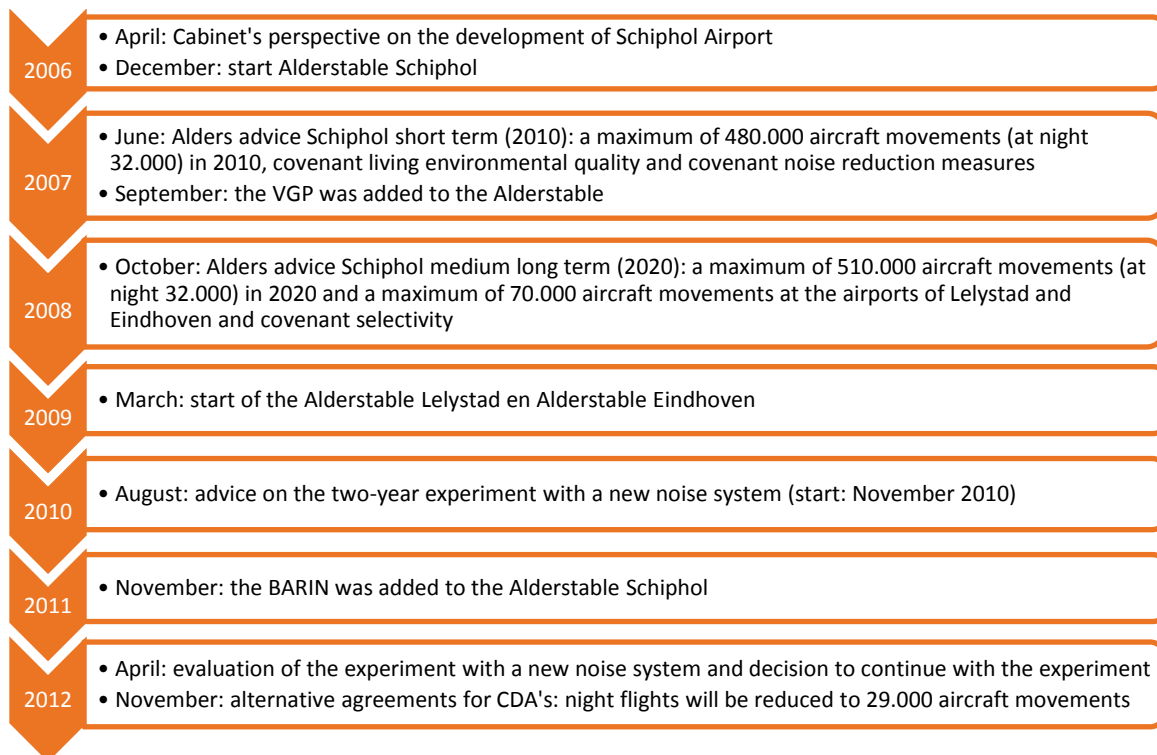 2006
• April: Cabinet's perspective on the development of Schiphol Airport
• December: start Alderstable Schiphol
2007
• June: Alders advice Schiphol short term (2010): a maximum of 480.000 aircraft movements (at night
32.000) in 2010, covenant living environmental quality and covenant noise reduction measures
• September: the VGP was added to the Alderstable
2008
• October: Alders advice Schiphol medium long term (2020): a maximum of 510.000 aircraft movements (at
night 32.000) in 2020 and a maximum of 70.000 aircraft movements at the airports of Lelystad and
Eindhoven and covenant selectivity
2009
• March: start of the Alderstable Lelystad en Alderstable Eindhoven
2010
• August: advice on the two-year experiment with a new noise system (start: November 2010)
2011
• November: the BARIN was added to the Alderstable Schiphol
2012
• April: evaluation of the experiment with a new noise system and decision to continue with the experiment
• November: alternative agreements for CDA's: night flights will be reduced to 29.000 aircraft movements